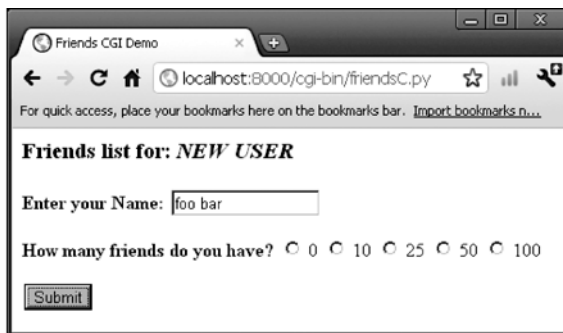 Friends CGI Demo
localhost:8000/cgi-bin/friendsC.py
For quick access, place your bookmarks here on the bookmarks bar. Import bookmarks n...
Friends list for: NEW USER
Enter your Name: foo bar
How many friends do you have? 0 10 25 50 100
Submit